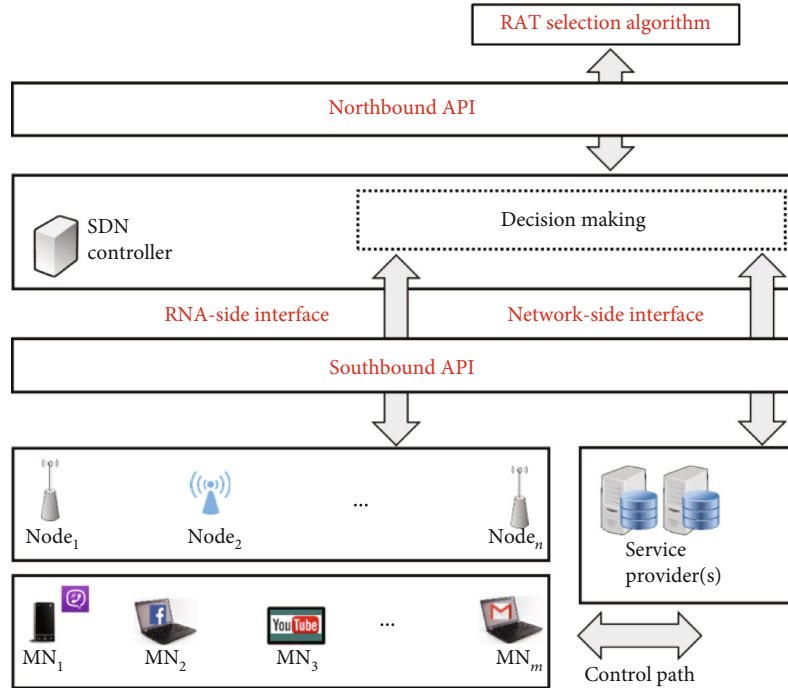 RAT selection algorithm
Northbound API
SDN
controller
Decision making
RNA-side interface
Network-side interface
Southbound API
Node₁
Node₂
...
Nodeₙ
Service
provider(s)
f
YouTube
M
MN₁
MN₂
MN₃
...
MNₘ
Control path